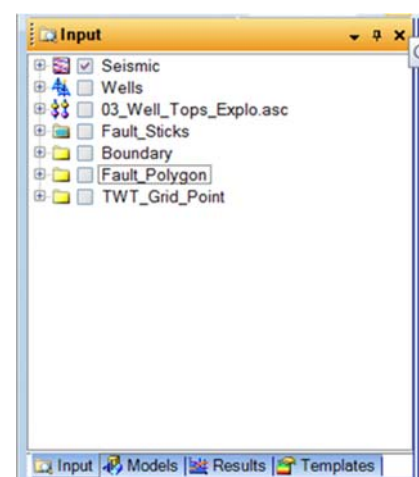 Input
Seismic
Wells
03_Well_Tops_Explo.asc
Fault_Sticks
Boundary
Fault_Polygon
TWT_Grid_Point
Input Models Results Templates